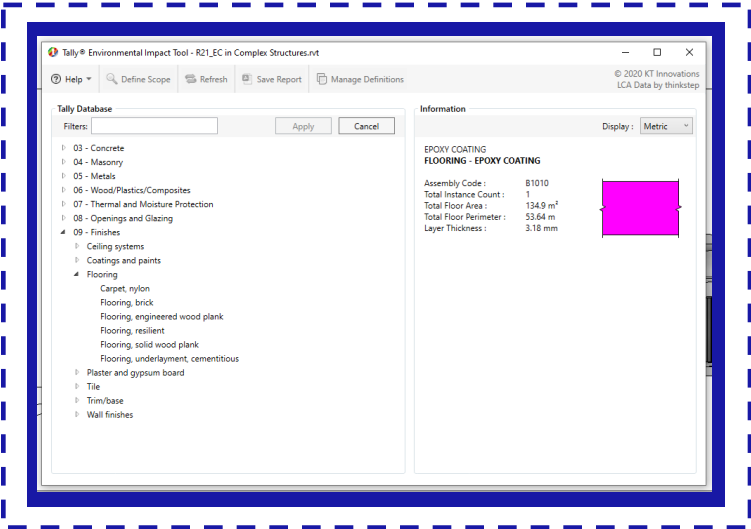 Tally® Environmental Impact Tool - R21_EC in Complex Structures.rvt
Help Define Scope Refresh Save Report Manage Definitions
© 2020 KT Innovations
LCA Data by thinkstep
Tally Database
Filters: Apply Cancel
03 - Concrete
04 - Masonry
05 - Metals
06 - Wood/Plastics/Composites
07 - Thermal and Moisture Protection
08 - Openings and Glazing
09 - Finishes
Ceiling systems
Coatings and paints
Flooring
Carpet, nylon
Flooring, brick
Flooring, engineered wood plank
Flooring, resilient
Flooring, solid wood plank
Flooring, underlayment, cementitious
Plaster and gypsum board
Tile
Trim/base
Wall finishes
Information
Display : Metric
EPOXY COATING
FLOORING - EPOXY COATING
Assembly Code : B1010
Total Instance Count : 1
Total Floor Area : 134.9 m²
Total Floor Perimeter : 53.64 m
Layer Thickness : 3.18 mm